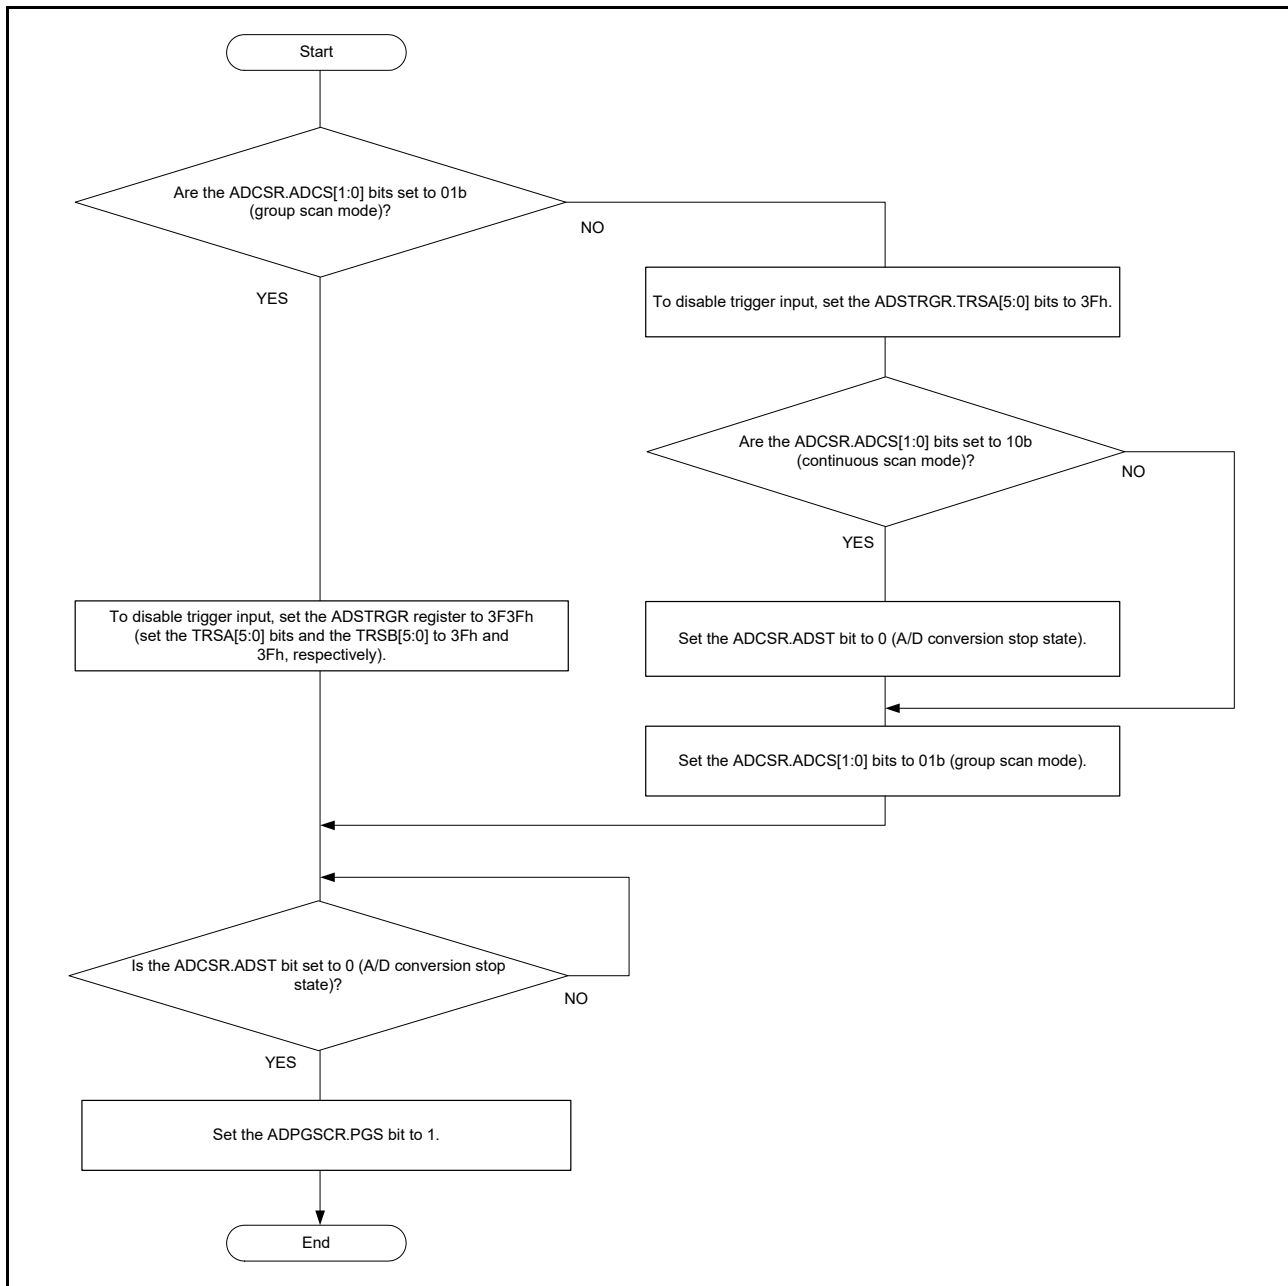 Start
Are the ADCSR.ADCS[1:0] bits set to 01b
(group scan mode)?
NO
YES
To disable trigger input, set the ADSTRGR.TRSA[5:0] bits to 3Fh.
Are the ADCSR.ADCS[1:0] bits set to 10b
(continuous scan mode)?
NO
YES
To disable trigger input, set the ADSTRGR register to 3F3Fh
(set the TRSA[5:0] bits and the TRSB[5:0] to 3Fh and
3Fh, respectively).
Set the ADCSR.ADST bit to 0 (A/D conversion stop state).
Set the ADCSR.ADCS[1:0] bits to 01b (group scan mode).
Is the ADCSR.ADST bit set to 0 (A/D conversion stop
state)?
NO
YES
Set the ADPGSCR.PGS bit to 1.
End